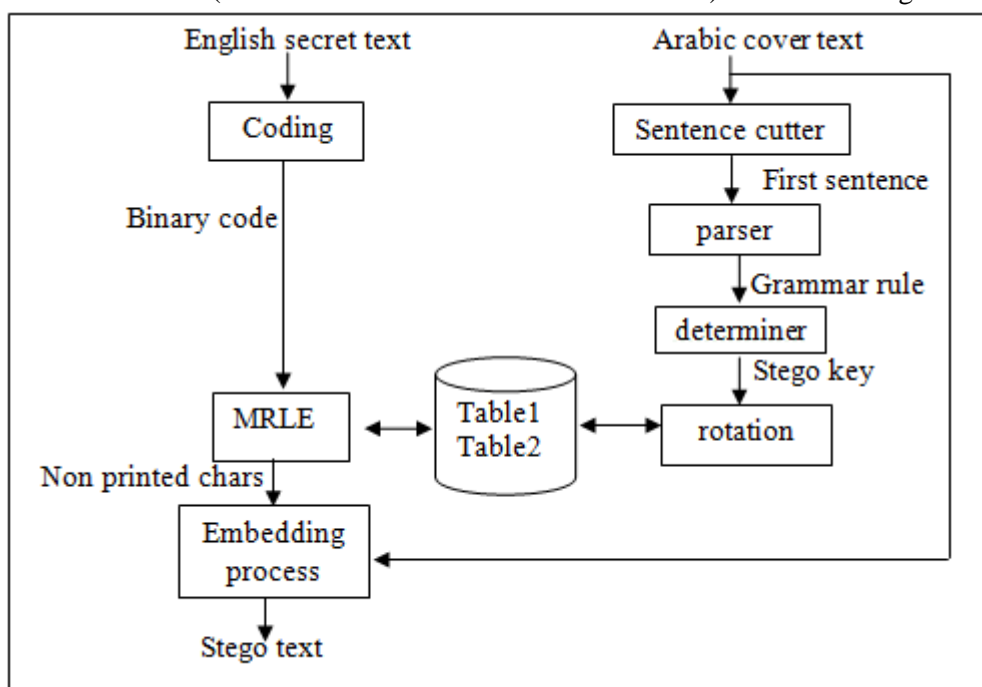 English secret text
Arabic cover text
Coding
Sentence cutter
First sentence
Binary code
parser
Grammar rule
determiner
Stego key
MRLE
Table1
Table2
rotation
Non printed chars
Embedding
process
Stego text